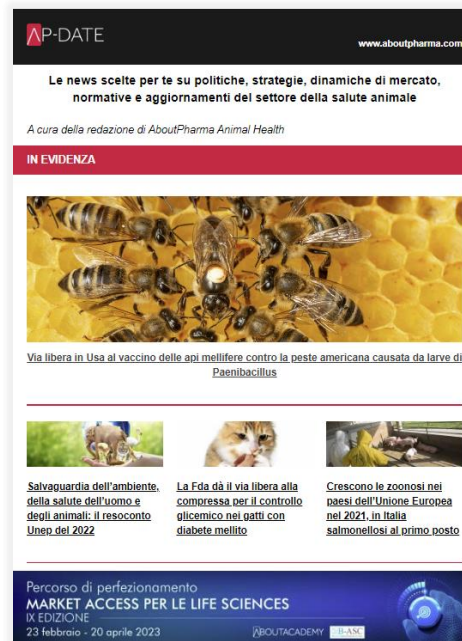 AP-DATE
www.aboutpharma.com
Le news scelte per te su politiche, strategie, dinamiche di mercato,
normative e aggiornamenti del settore della salute animale
A cura della redazione di AboutPharma Animal Health
IN EVIDENZA
Via libera in Usa al vaccino delle api mellifere contro la peste americana causata da larve di
Paenibacillus
Salvaguardia dell'ambiente,
della salute dell'uomo e
degli animali: il resoconto
Unep del 2022
La Fda dà il via libera alla
compressa per il controllo
glicemico nei gatti con
diabete mellito
Crescono le zoonosi nei
paesi dell'Unione Europea
nel 2021, in Italia
salmonellosi al primo posto
Percorso di perfezionamento
MARKET ACCESS PER LE LIFE SCIENCES
IX EDIZIONE
23 febbraio - 20 aprile 2023
ABOUTACADEMY B-ASC